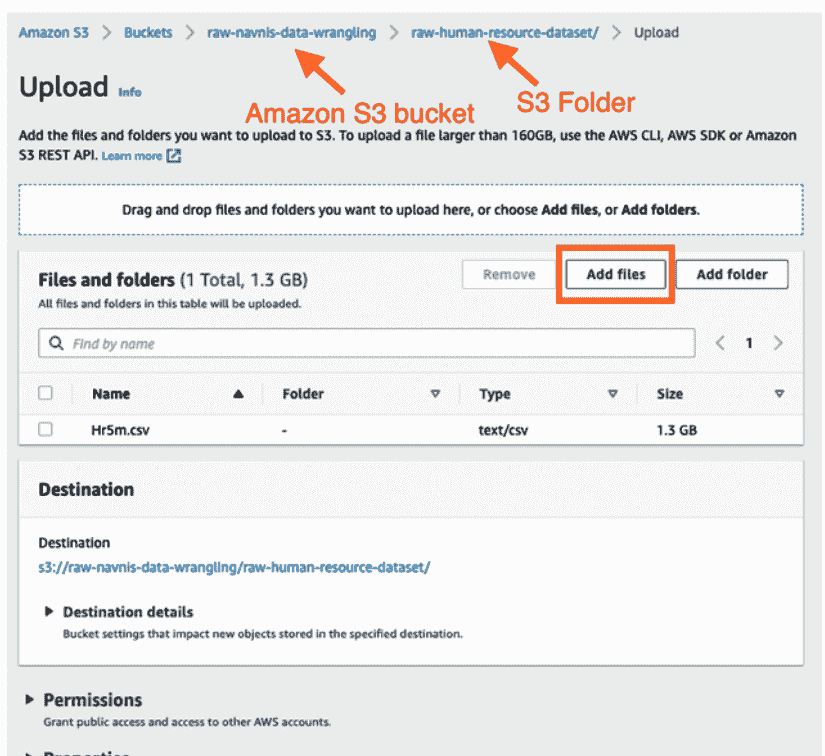 Amazon S3 > Buckets > raw-navnis-data-wrangling > raw-human-resource-dataset/ > Upload
Upload Info
Amazon S3 bucket
S3 Folder
Add the files and folders you want to upload to S3. To upload a file larger than 160GB, use the AWS CLI, AWS SDK or Amazon
S3 REST API. Learn more
Drag and drop files and folders you want to upload here, or choose Add files, or Add folders.
Files and folders (1 Total, 1.3 GB)
Remove
Add files
Add folder
All files and folders in this table will be uploaded.
Find by name
< 1 >
Name Folder Type Size
Hr5m.csv - text/csv 1.3 GB
Destination
Destination
s3://raw-navnis-data-wrangling/raw-human-resource-dataset/
Destination details
Bucket settings that impact new objects stored in the specified destination.
Permissions
Grant public access and access to other AWS accounts.